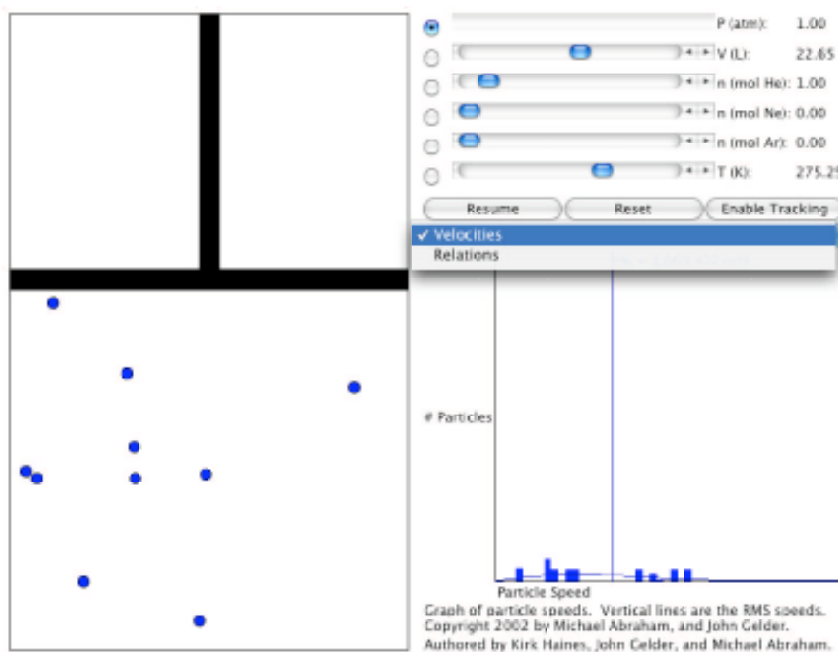 P (atm): 1.00
V (L): 22.65
n (mol He): 1.00
n (mol Ne): 0.00
n (mol Ar): 0.00
T (K): 275.25
Resume Reset Enable Tracking
✓ Velocities
Relations
# Particles
Particle Speed
Graph of particle speeds. Vertical lines are the RMS speeds.
Copyright 2002 by Michael Abraham, and John Gelder.
Authored by Kirk Haines, John Gelder, and Michael Abraham.